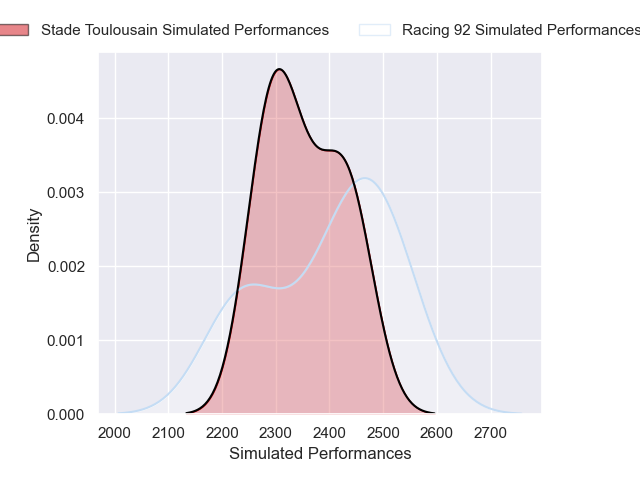 Stade Toulousain Simulated Performances
Racing 92 Simulated Performances
0.004
0.003
0.002
0.001
0.000
Density
2000 2100 2200 2300 2400 2500 2600 2700
Simulated Performances